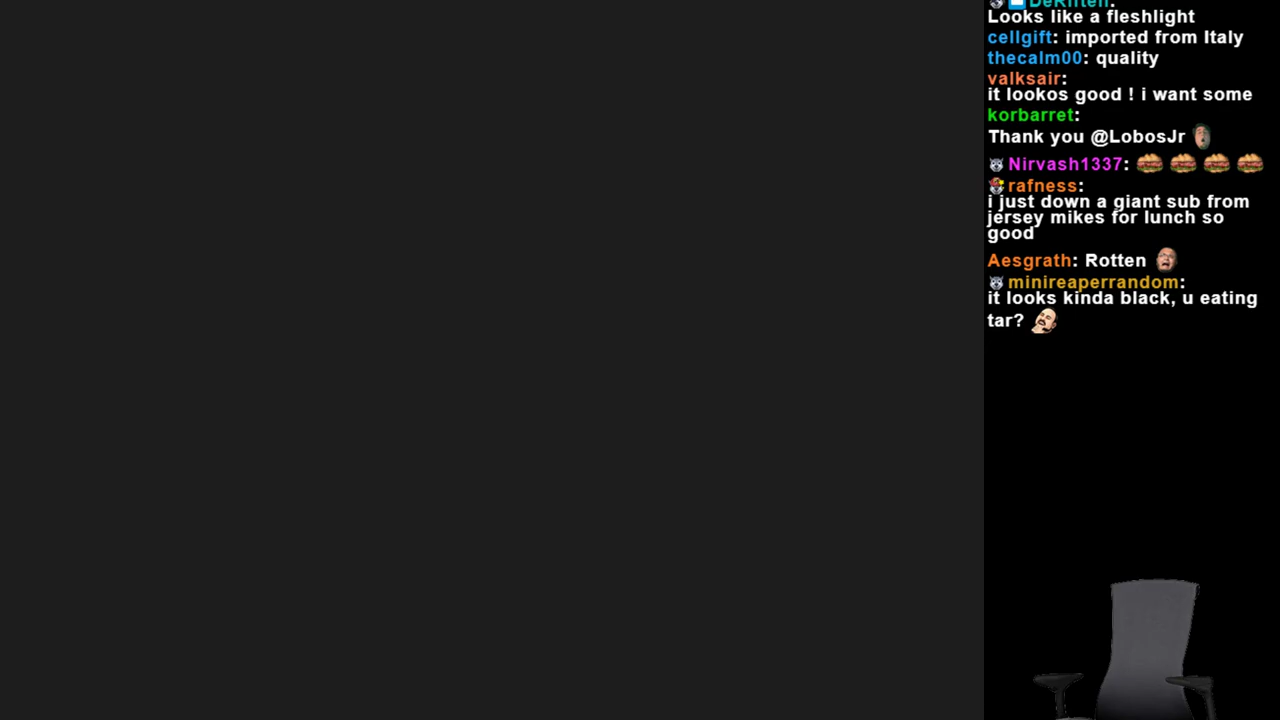 DeRifen:
Looks like a fleshlight
cellgift: imported from Italy
thecalm00: quality
valksair:
it lookos good ! i want some
korbarret:
Thank you @LobosJr
Nirvash1337:
rafness:
i just down a giant sub from
jersey mikes for lunch so
good
Aesgrath: Rotten
minireaperrandom:
it looks kinda black, u eating
tar?